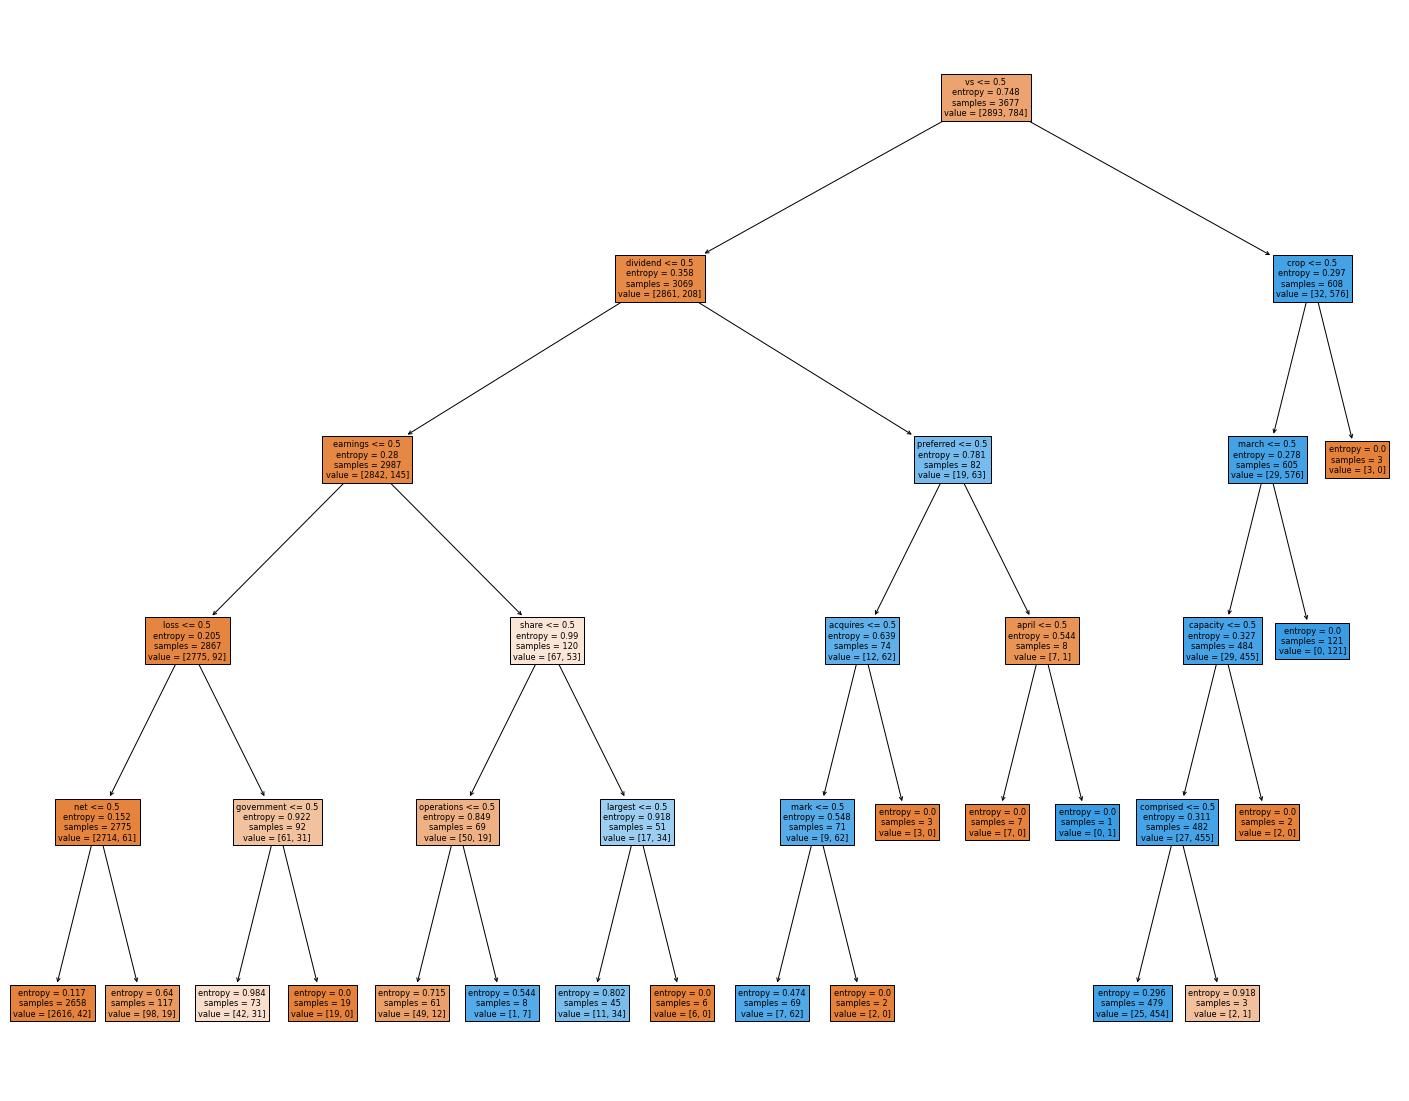 vs <= 0.5
entropy = 0.748
samples = 3677
value = [2893, 784]
dividend <= 0.5
entropy = 0.358
samples = 3069
value = [2861, 208]
crop <= 0.5
entropy = 0.297
samples = 608
value = [32, 576]
earnings <= 0.5
entropy = 0.28
samples = 2987
value = [2842, 145]
preferred <= 0.5
entropy = 0.781
samples = 82
value = [19, 63]
march <= 0.5
entropy = 0.278
samples = 605
value = [29, 576]
entropy = 0.0
samples = 3
value = [3, 0]
loss <= 0.5
entropy = 0.205
samples = 2867
value = [2775, 92]
share <= 0.5
entropy = 0.99
samples = 120
value = [67, 53]
acquires <= 0.5
entropy = 0.639
samples = 74
value = [12, 62]
april <= 0.5
entropy = 0.544
samples = 8
value = [7, 1]
capacity <= 0.5
entropy = 0.327
samples = 484
value = [29, 455]
entropy = 0.0
samples = 121
value = [0, 121]
net <= 0.5
entropy = 0.152
samples = 2775
value = [2714, 61]
government <= 0.5
entropy = 0.922
samples = 92
value = [61, 31]
operations <= 0.5
entropy = 0.849
samples = 69
value = [50, 19]
largest <= 0.5
entropy = 0.918
samples = 51
value = [17, 34]
mark <= 0.5
entropy = 0.548
samples = 71
value = [9, 62]
entropy = 0.0
samples = 3
value = [3, 0]
entropy = 0.0
samples = 7
value = [7, 0]
entropy = 0.0
samples = 1
value = [0, 1]
comprised <= 0.5
entropy = 0.311
samples = 482
value = [27, 455]
entropy = 0.0
samples = 2
value = [2, 0]
entropy = 0.117
samples = 2658
value = [2616, 42]
entropy = 0.64
samples = 117
value = [98, 19]
entropy = 0.984
samples = 73
value = [42, 31]
entropy = 0.0
samples = 19
value = [19, 0]
entropy = 0.715
samples = 61
value = [49, 12]
entropy = 0.544
samples = 8
value = [1, 7]
entropy = 0.802
samples = 45
value = [11, 34]
entropy = 0.0
samples = 6
value = [6, 0]
entropy = 0.474
samples = 69
value = [7, 62]
entropy = 0.0
samples = 2
value = [2, 0]
entropy = 0.296
samples = 479
value = [25, 454]
entropy = 0.918
samples = 3
value = [2, 1]